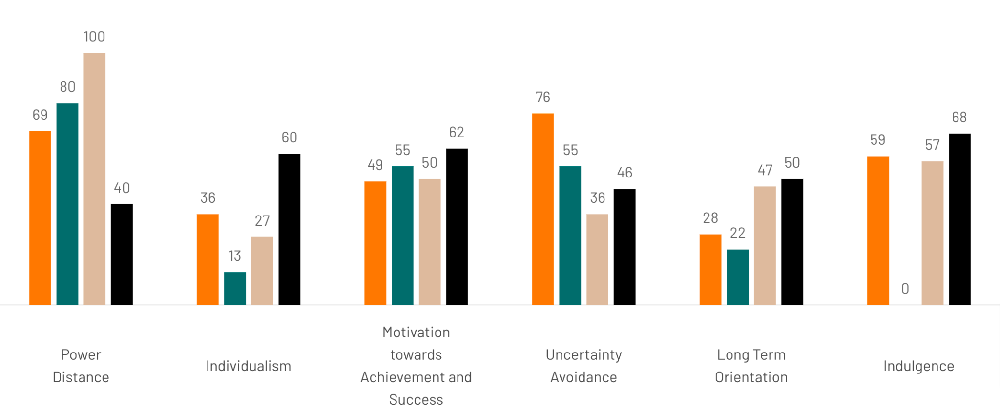 69
80
100
40
36
13
27
60
49
55
50
62
76
55
36
46
28
22
47
50
59
0
57
68
Power
Distance
Individualism
Motivation
towards
Achievement and
Success
Uncertainty
Avoidance
Long Term
Orientation
Indulgence